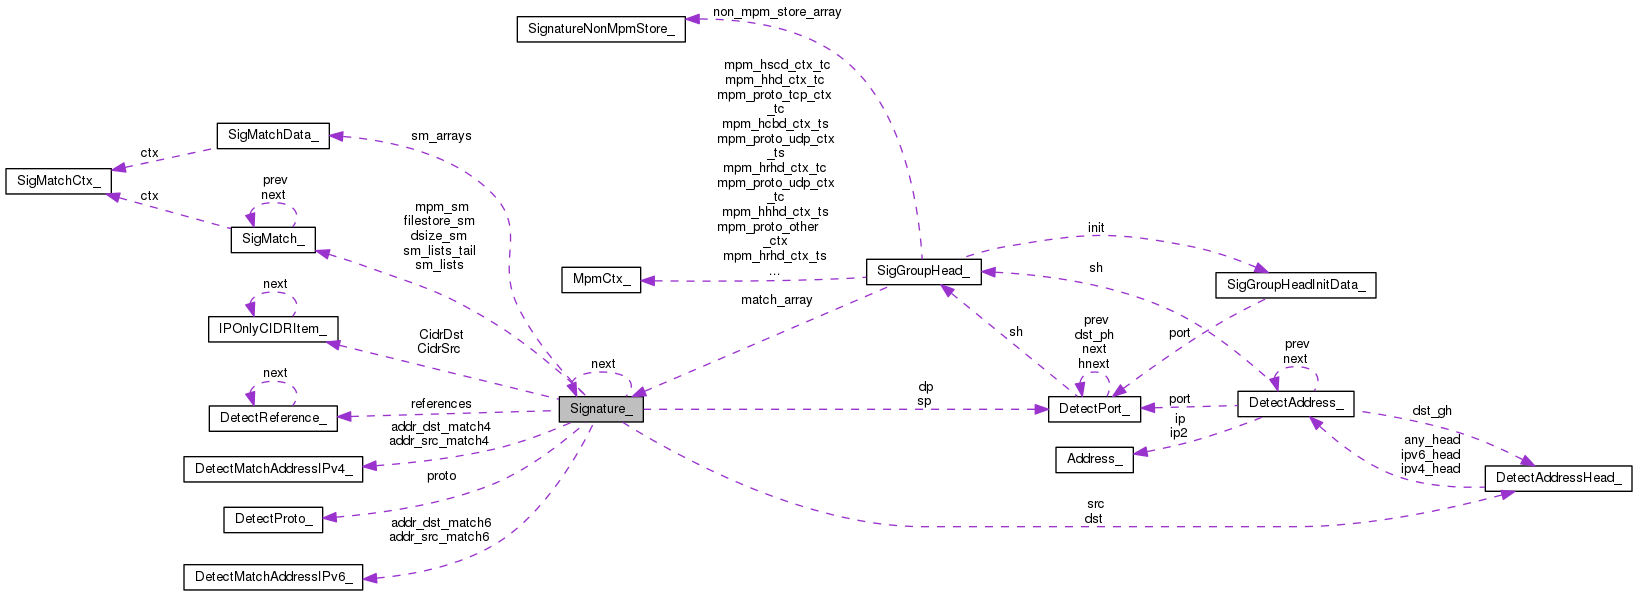 non_mpm_store_array
SignatureNonMpmStore_
mpm_hscd_ctx_tc
mpm_hhd_ctx_tc
mpm_proto_tcp_ctx
_tc
mpm_hcbd_ctx_ts
mpm_proto_udp_ctx
_ts
mpm_hrhd_ctx_tc
mpm_proto_udp_ctx
_tc
mpm_hhhd_ctx_ts
mpm_proto_other
_ctx
mpm_hrhd_ctx_ts
...
SigMatchData_
sm_arrays
ctx
SigMatchCtx_
ctx
prev
next
SigMatch_
mpm_sm
filestore_sm
dsize_sm
sm_lists_tail
sm_lists
init
sh
SigGroupHead_
MpmCtx_
SigGroupHeadInitData_
match_array
next
IPOnlyCIDRItem_
CidrDst
CidrSrc
sh
prev
dst_ph
next
hnext
port
prev
next
next
next
DetectReference_
references
Signature_
dp
sp
DetectPort_
port
DetectAddress_
dst_gh
addr_dst_match4
addr_src_match4
ip
ip2
any_head
ipv6_head
ipv4_head
DetectMatchAddressIPv4_
Address_
DetectAddressHead_
proto
DetectProto_
src
dst
addr_dst_match6
addr_src_match6
DetectMatchAddressIPv6_